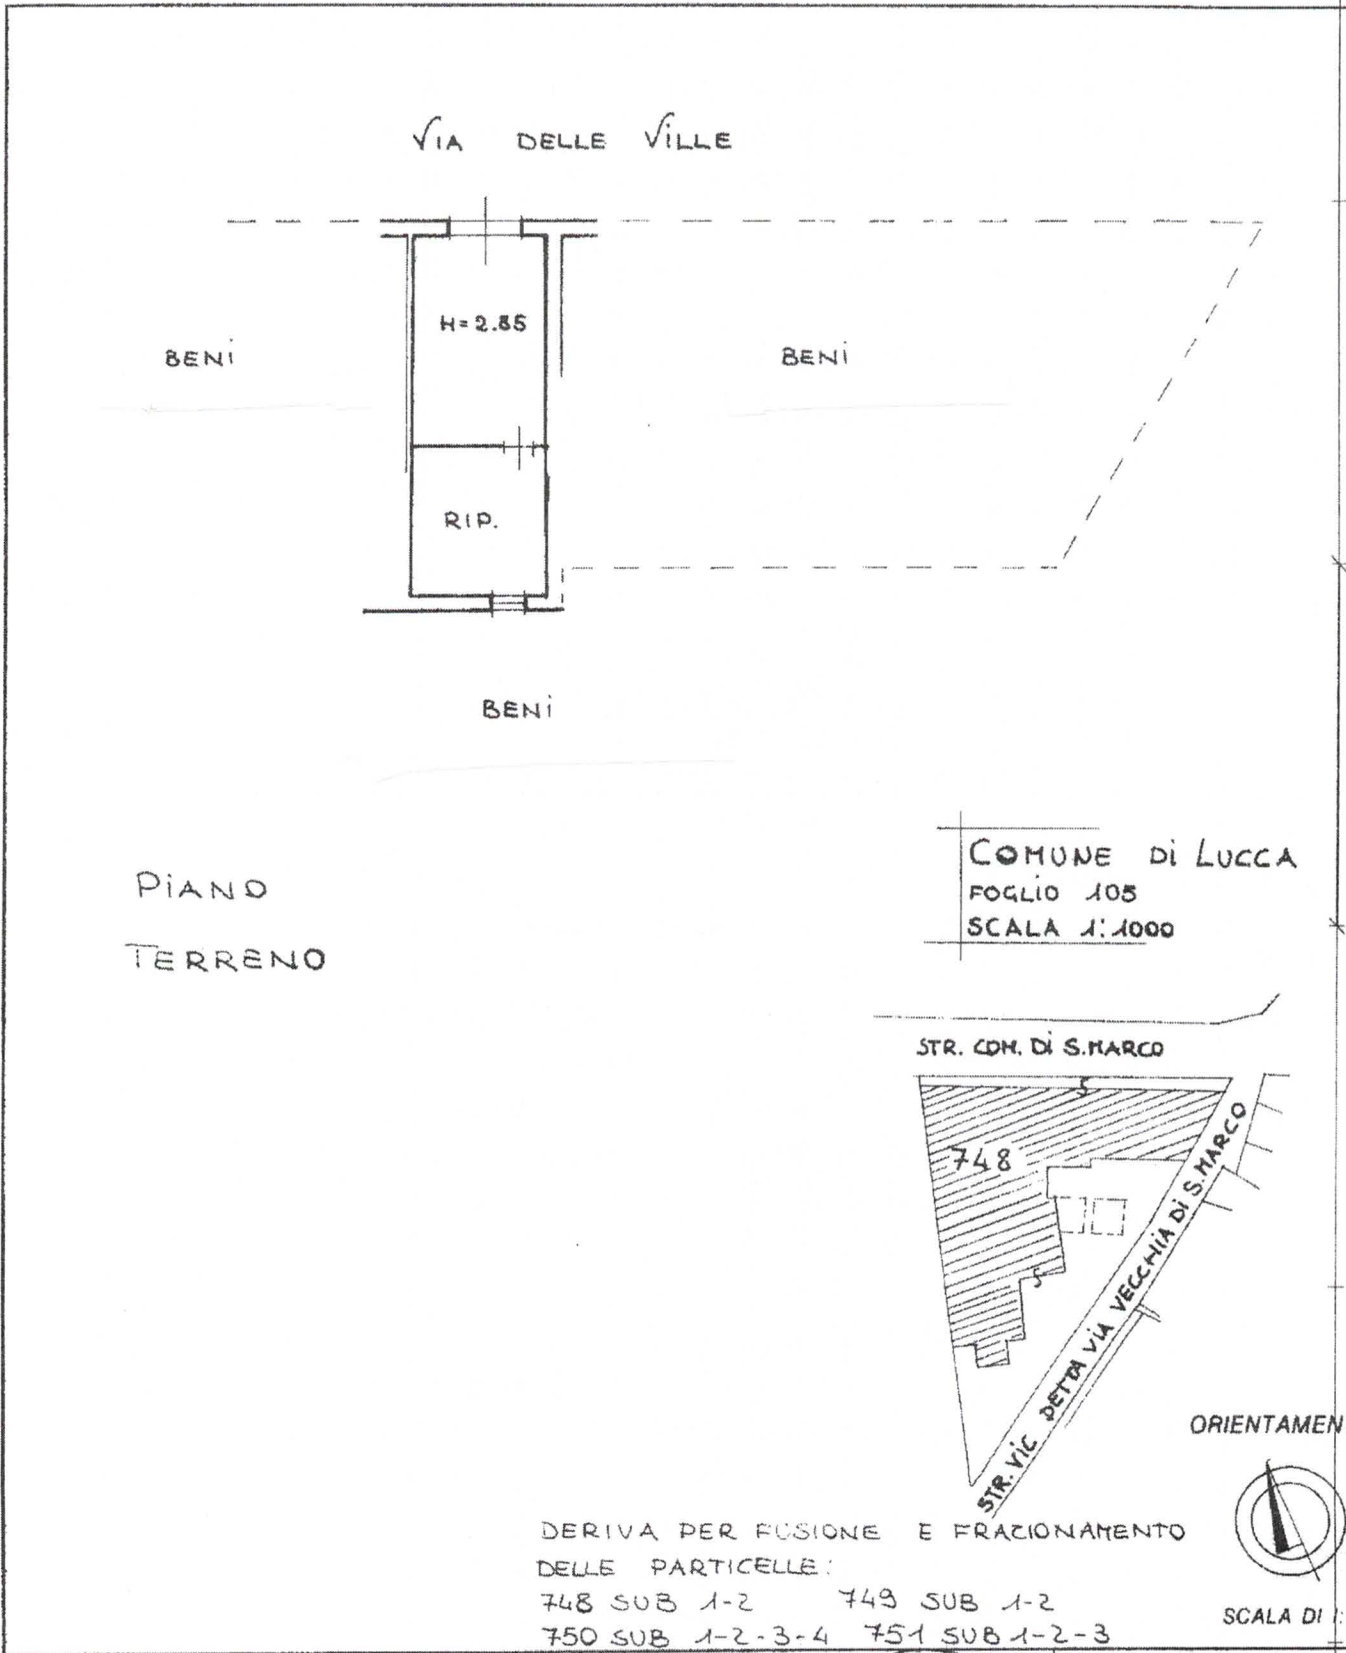 VIA DELLE VILLE
H=2.85
BENI
BENI
RIP.
BENI
PIANO
TERRENO
COMUNE DI LUCCA
FOGLIO 105
SCALA 1:1000
STR. COM. DI S.MARCO
748
STR. VIC DETTA VIA VECCHIA DI S.MARCO
ORIENTAMEN
DERIVA PER FUSIONE E FRAZIONAMENTO
DELLE PARTICELLE:
748 SUB 1-2 749 SUB 1-2
750 SUB 1-2-3-4 751 SUB 1-2-3
SCALA DI 1: